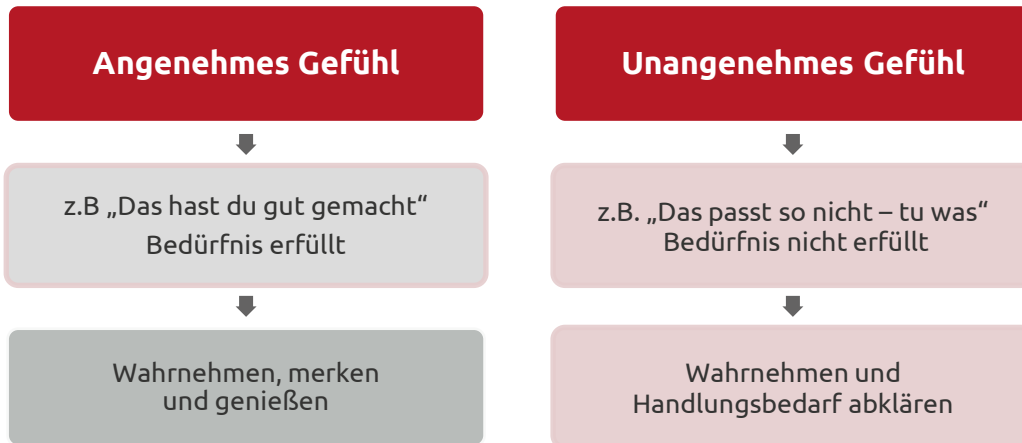 Angenehmes Gefühl
z.B „Das hast du gut gemacht“
Bedürfnis erfüllt
Wahrnehmen, merken
und genießen
Unangenehmes Gefühl
z.B. „Das passt so nicht – tu was“
Bedürfnis nicht erfüllt
Wahrnehmen und
Handlungsbedarf abklären